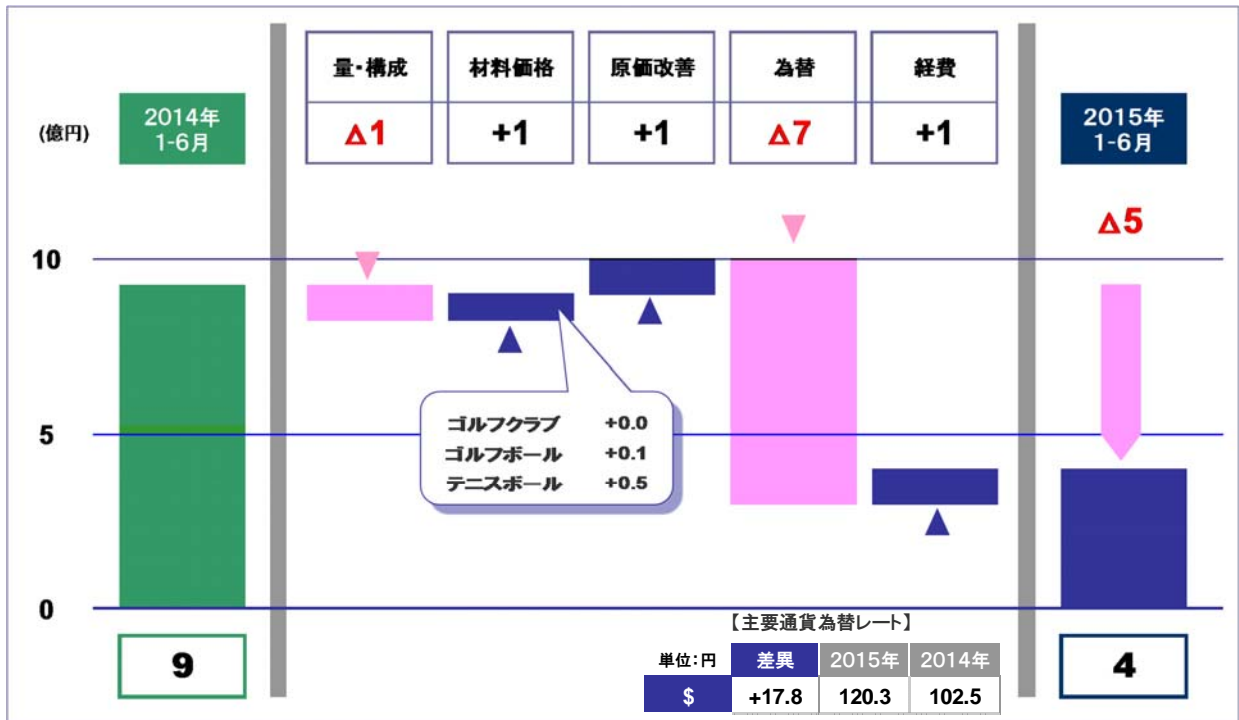 (億円)
2014年
1-6月
量・構成
Δ1
材料価格
+1
原価改善
+1
為替
Δ7
経費
+1
2015年
1-6月
Δ5
10
5
0
ゴルフクラブ +0.0
ゴルフボール +0.1
テニスボール +0.5
9
【主要通貨為替レート】
単位:円 差異 2015年 2014年
$ +17.8 120.3 102.5
4